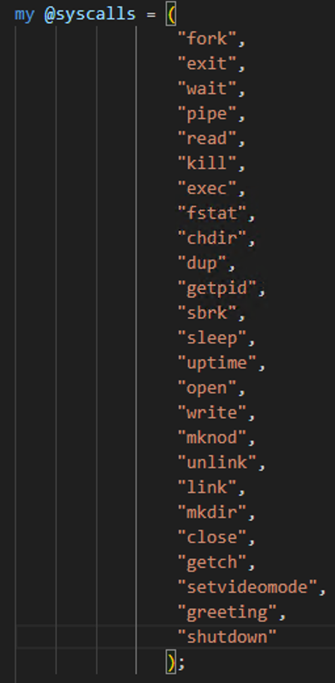 my @syscalls = (
"fork",
"exit",
"wait",
"pipe",
"read",
"kill",
"exec",
"fstat",
"chdir",
"dup",
"getpid",
"sbrk",
"sleep",
"uptime",
"open",
"write",
"mknod",
"unlink",
"link",
"mkdir",
"close",
"getch",
"setvideomode",
"greeting",
"shutdown"
);